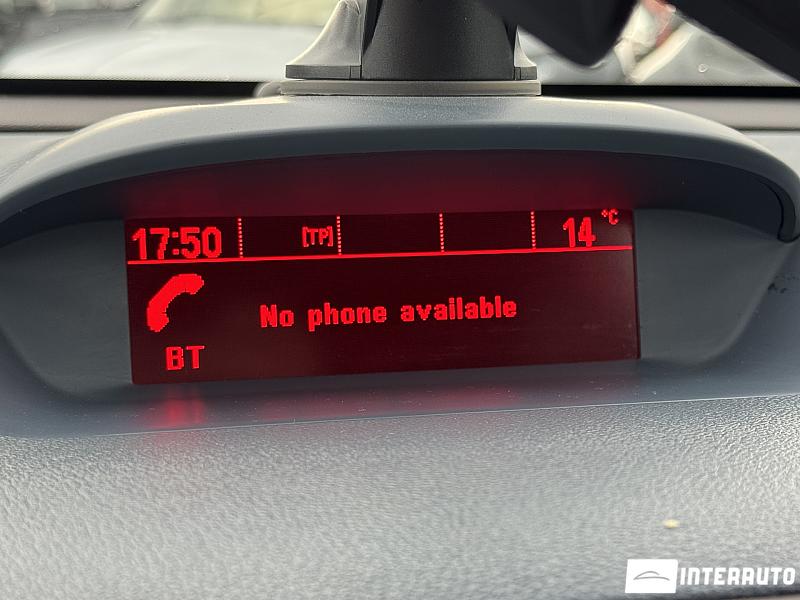 17:50 [TP] 14 °C
No phone available
BT
INTERAUTO